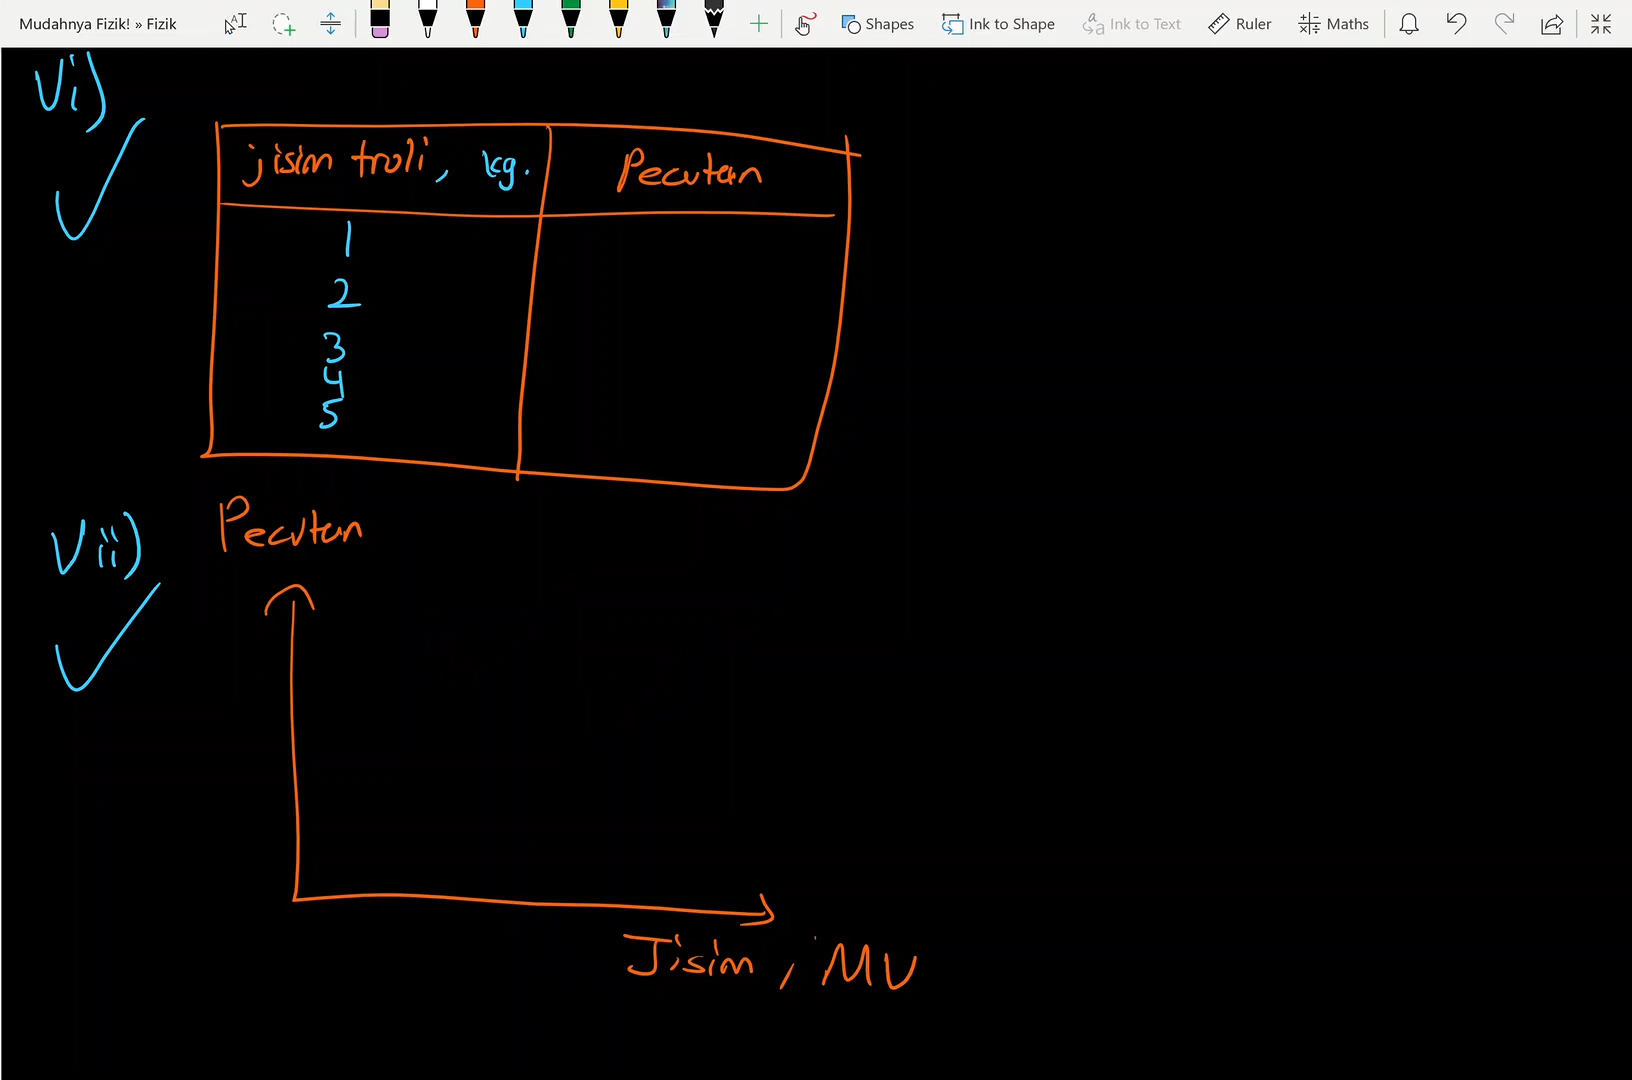 Mudahnya Fizik! » Fizik
Shapes
Ink to Shape
Ink to Text
Ruler
Maths
Vi)
jisim troli, kg.
Pecutan
1
2
3
4
5
Vii)
Pecutan
Jisim, MV